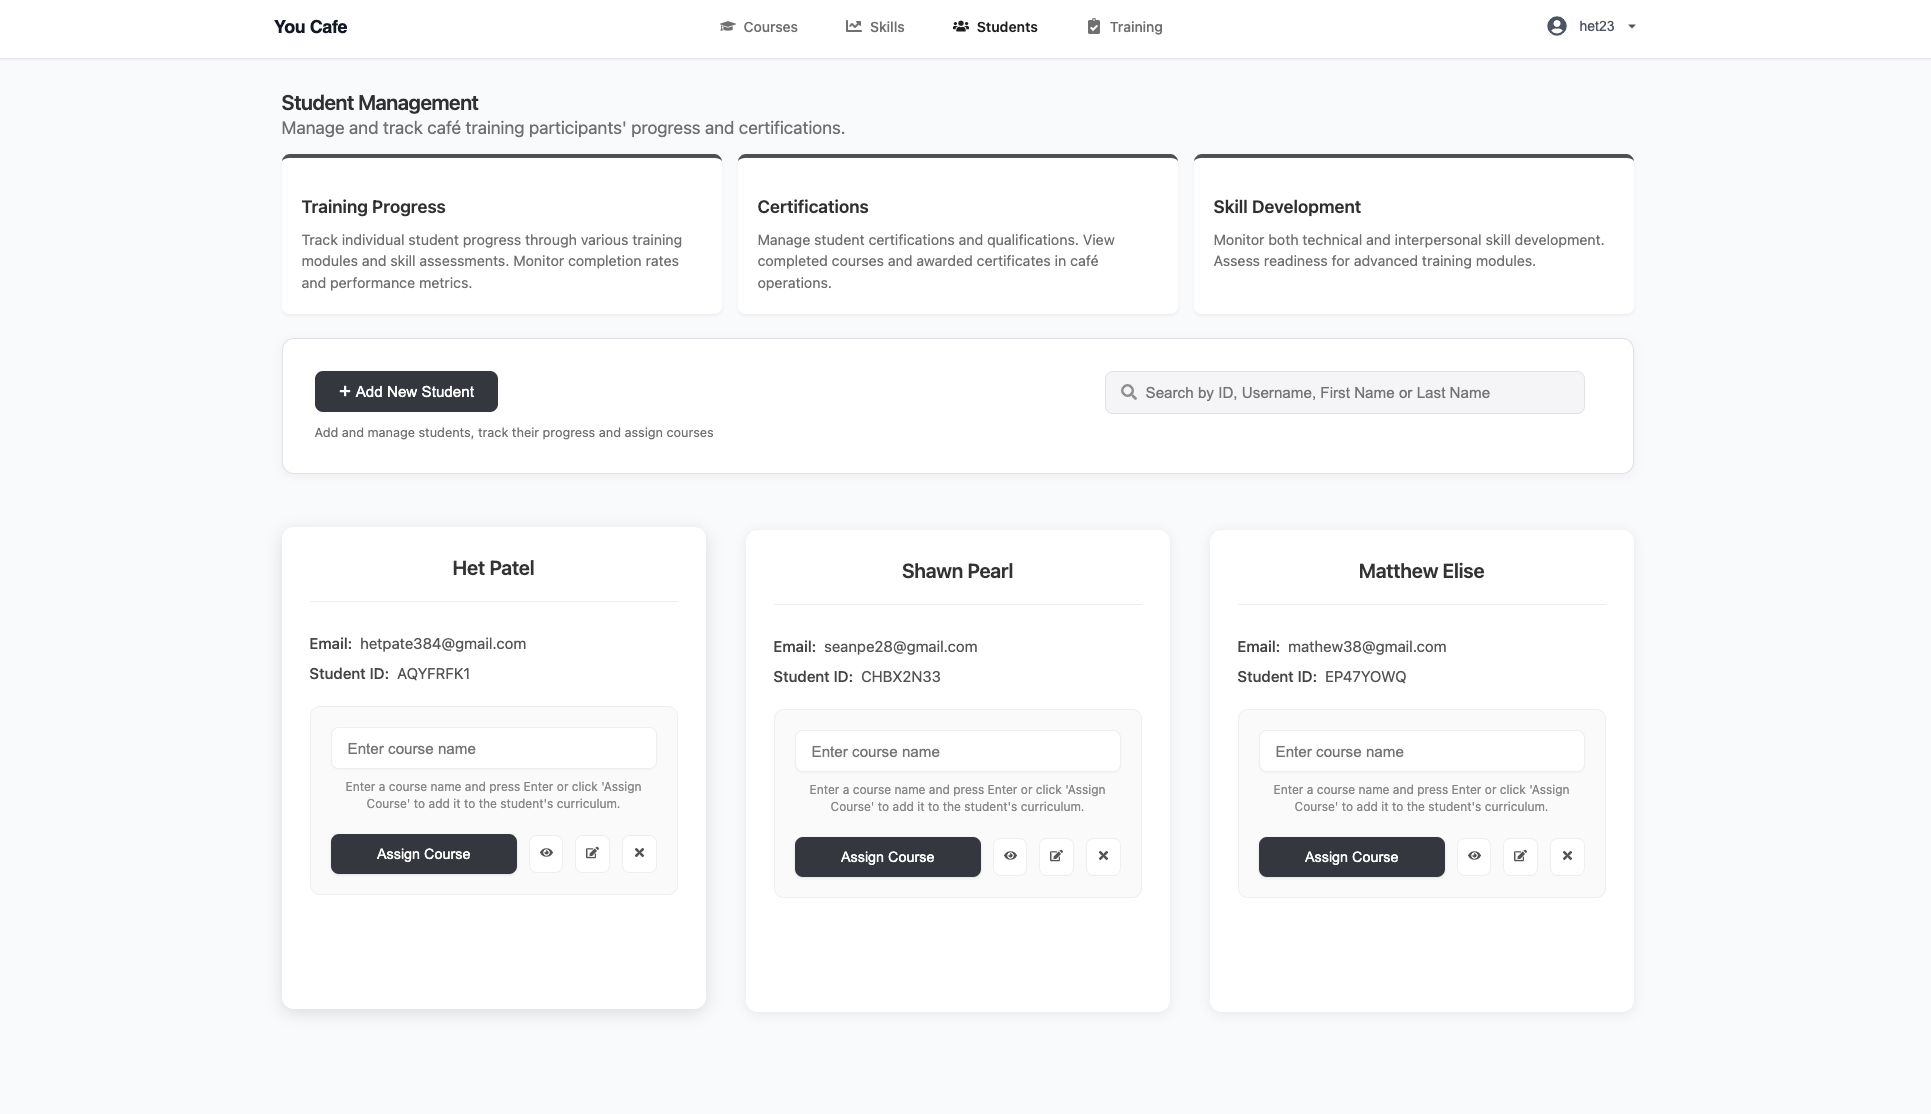 You Cafe
Courses
Skills
Students
Training
het23
Student Management
Manage and track café training participants' progress and certifications.
Training Progress
Track individual student progress through various training
modules and skill assessments. Monitor completion rates
and performance metrics.
Certifications
Manage student certifications and qualifications. View
completed courses and awarded certificates in café
operations.
Skill Development
Monitor both technical and interpersonal skill development.
Assess readiness for advanced training modules.
+ Add New Student
Search by ID, Username, First Name or Last Name
Add and manage students, track their progress and assign courses
Het Patel
Email: hetpate384@gmail.com
Student ID: AQYFRFK1
Enter course name
Enter a course name and press Enter or click 'Assign
Course' to add it to the student's curriculum.
Assign Course
Shawn Pearl
Email: seanpe28@gmail.com
Student ID: CHBX2N33
Enter course name
Enter a course name and press Enter or click 'Assign
Course' to add it to the student's curriculum.
Assign Course
Matthew Elise
Email: mathew38@gmail.com
Student ID: EP47YOWQ
Enter course name
Enter a course name and press Enter or click 'Assign
Course' to add it to the student's curriculum.
Assign Course